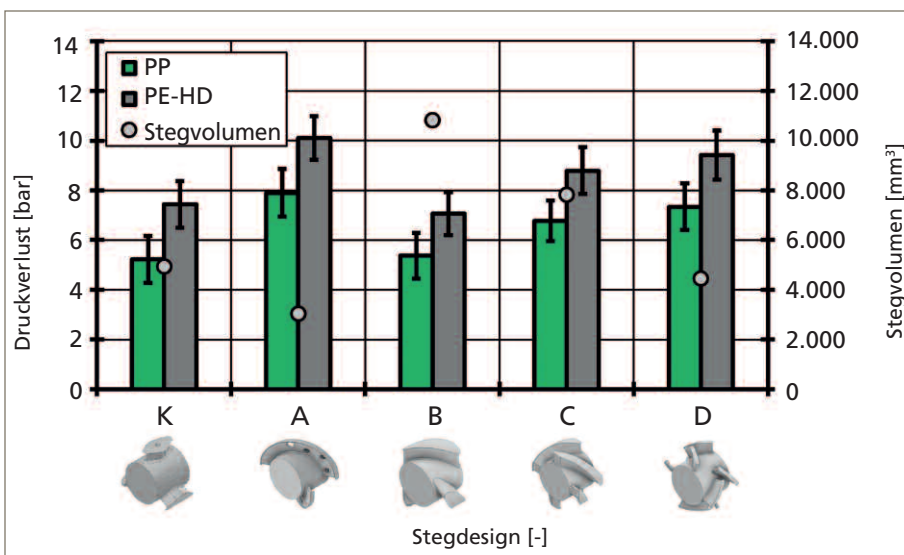 14
12
10
8
6
4
2
0
Druckverlust [bar]
PP
PE-HD
Stegvolumen
14.000
12.000
10.000
8.000
6.000
4.000
2.000
0
Stegvolumen [mm³]
K A B C D
Stegdesign [-]